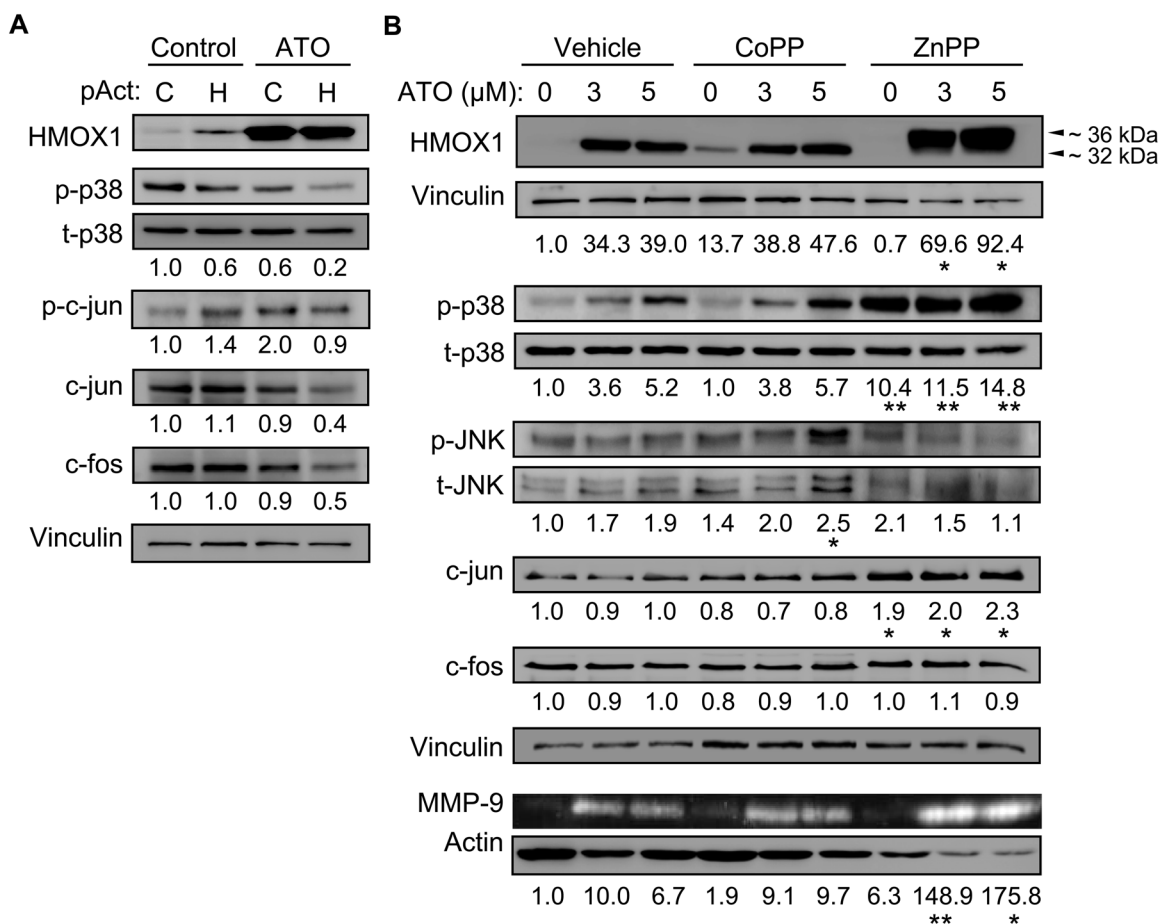 A
Control ATO
pAct: C H C H
HMOX1
p-p38
t-p38
1.0 0.6 0.6 0.2
p-c-jun
1.0 1.4 2.0 0.9
c-jun
1.0 1.1 0.9 0.4
c-fos
1.0 1.0 0.9 0.5
Vinculin
B
Vehicle CoPP ZnPP
ATO (µM): 0 3 5 0 3 5 0 3 5
HMOX1
~ 36 kDa
~ 32 kDa
Vinculin
1.0 34.3 39.0 13.7 38.8 47.6 0.7 69.6 92.4
* *
p-p38
t-p38
1.0 3.6 5.2 1.0 3.8 5.7 10.4 11.5 14.8
** ** **
p-JNK
t-JNK
1.0 1.7 1.9 1.4 2.0 2.5 2.1 1.5 1.1
*
c-jun
1.0 0.9 1.0 0.8 0.7 0.8 1.9 2.0 2.3
* * *
c-fos
1.0 0.9 1.0 0.8 0.9 1.0 1.0 1.1 0.9
Vinculin
MMP-9
Actin
1.0 10.0 6.7 1.9 9.1 9.7 6.3 148.9 175.8
** *